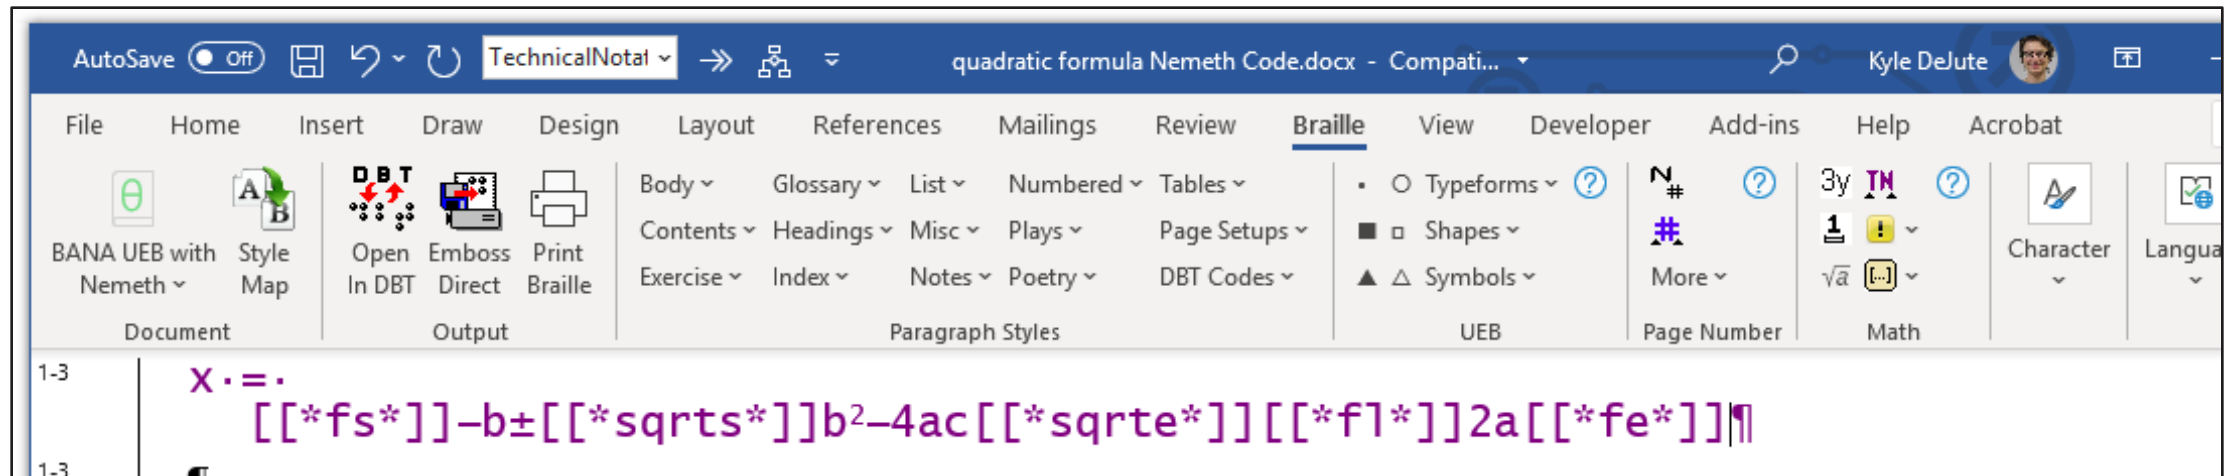 AutoSave Off TechnicalNotat quadratic formula Nemeth Code.docx - Compati... Kyle DeJute
File Home Insert Draw Design Layout References Mailings Review Braille View Developer Add-ins Help Acrobat
BANA UEB with Nemeth
A B
Style Map
D B T
Open In DBT
Emboss Direct
Print Braille
Body Glossary List Numbered Tables
Contents Headings Misc Plays Page Setups
Exercise Index Notes Poetry DBT Codes
Typeforms ?
Shapes
Symbols
N# ?
#
More
3y TN ?
1 !
√a [...]
A
Character
Langua
Document Output Paragraph Styles UEB Page Number Math
1-3 x·=·
[[*fs*]]–b±[[*sqrts*]]b²–4ac[[*sqrte*]][[*fl*]]2a[[*fe*]]¶
1-3 ¶